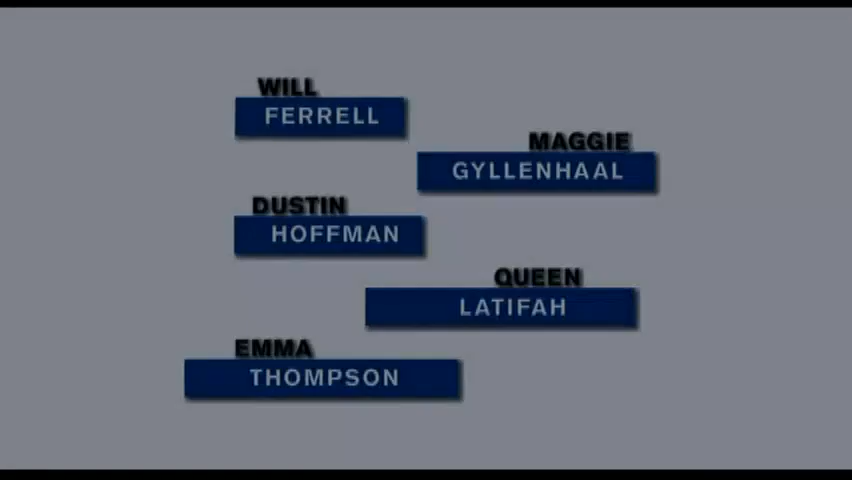 WILL
FERRELL
MAGGIE
GYLLENHAAL
DUSTIN
HOFFMAN
QUEEN
LATIFAH
EMMA
THOMPSON